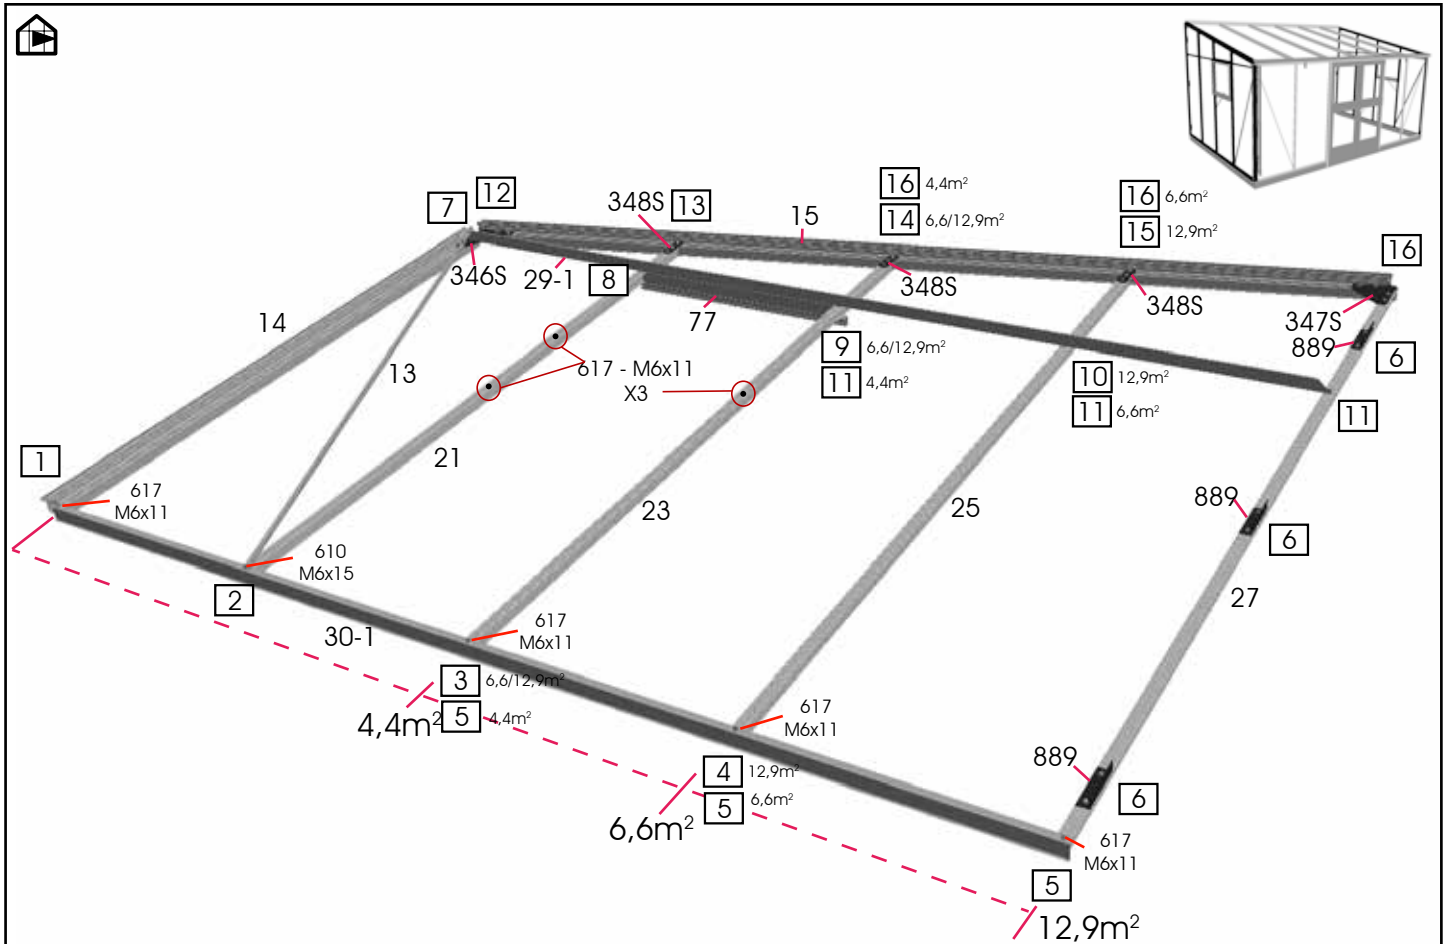 12
7
348S
13
16 4,4m²
14 6,6/12,9m²
15
16 6,6m²
15 12,9m²
16
346S
29-1
8
348S
348S
347S
889
6
77
14
13
617 - M6x11
X3
9 6,6/12,9m²
11 4,4m²
10 12,9m²
11 6,6m²
11
1
617
M6x11
21
23
25
889
6
27
610
M6x15
2
30-1
617
M6x11
3 6,6/12,9m²
5 4,4m²
4,4m²
617
M6x11
4 12,9m²
5 6,6m²
6,6m²
889
6
617
M6x11
5
12,9m²